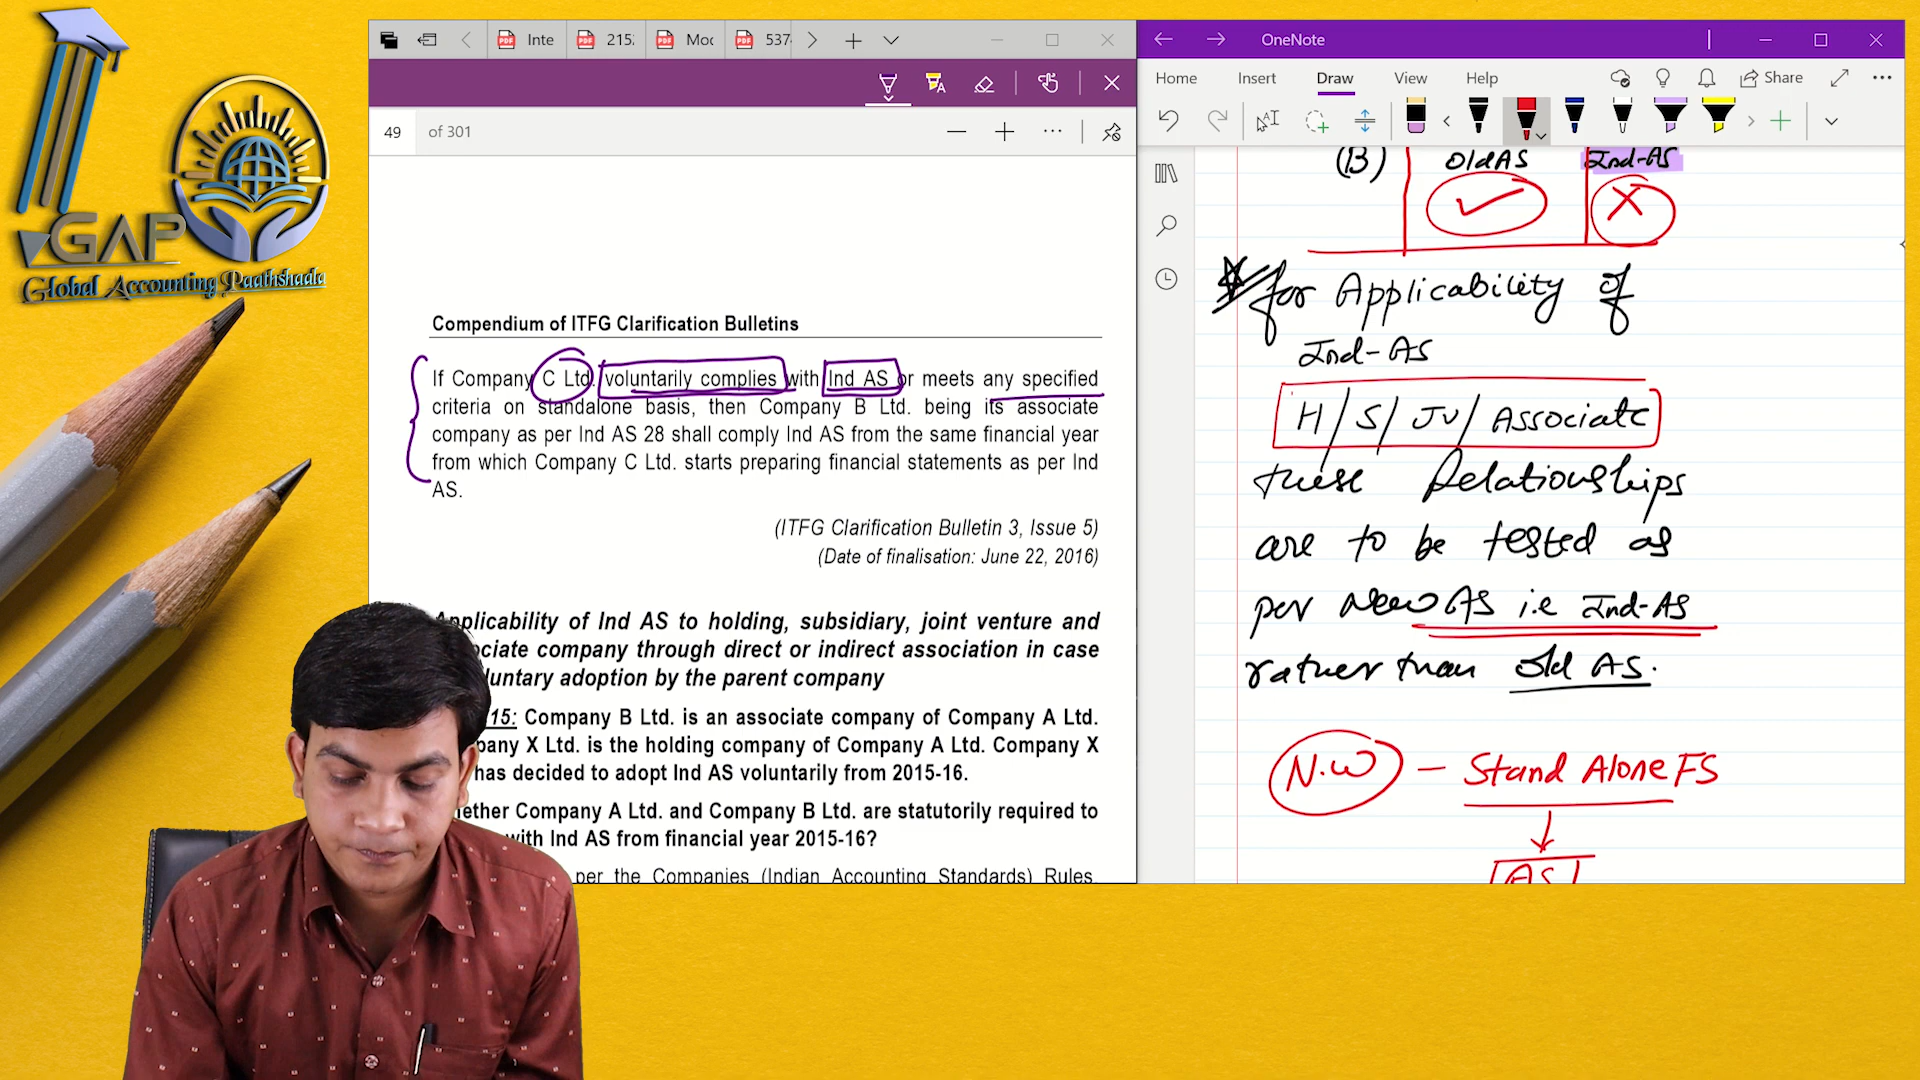 GAP
Global Accounting Paathshaala
Inte
215
Mod
537
49
of 301
Compendium of ITFG Clarification Bulletins
If Company C Ltd. voluntarily complies with Ind AS or meets any specified
criteria on standalone basis, then Company B Ltd. being its associate
company as per Ind AS 28 shall comply Ind AS from the same financial year
from which Company C Ltd. starts preparing financial statements as per Ind
AS.
(ITFG Clarification Bulletin 3, Issue 5)
(Date of finalisation: June 22, 2016)
Applicability of Ind AS to holding, subsidiary, joint venture and
ociate company through direct or indirect association in case
luntary adoption by the parent company
15: Company B Ltd. is an associate company of Company A Ltd.
pany X Ltd. is the holding company of Company A Ltd. Company X
has decided to adopt Ind AS voluntarily from 2015-16.
ether Company A Ltd. and Company B Ltd. are statutorily required to
with Ind AS from financial year 2015-16?
per the Companies (Indian Accounting Standards) Rules,
OneNote
Home Insert Draw View Help Share
(B) Old AS Ind-AS
for Applicability of
Ind-AS
H/S/JV/Associate
these Relationships
are to be tested as
per New AS i.e Ind-AS
rather than old AS.
N.W - Stand Alone FS
AS